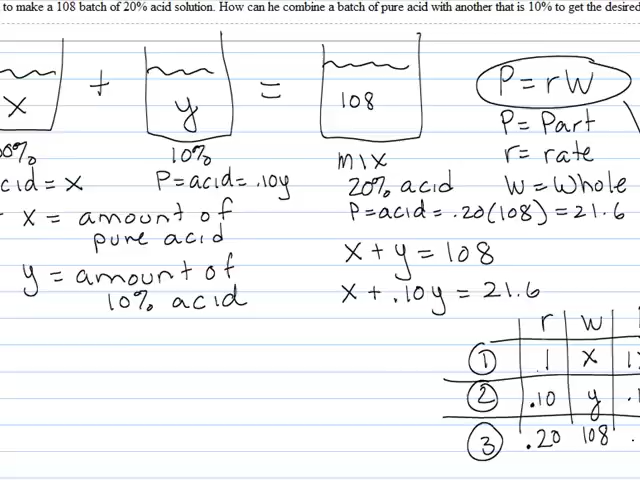 to make a 108 batch of 20% acid solution. How can he combine a batch of pure acid with another that is 10% to get the desired
x + y = 108
P = rW
00% 10% mix
P = Part
cid = x P = acid = .10y 20% acid
r = rate
W = Whole
x = amount of pure acid
P = acid = .20(108) = 21.6
y = amount of 10% acid
x + y = 108
x + .10y = 21.6
r W
1 .1 x
2 .10 y
3 .20 108